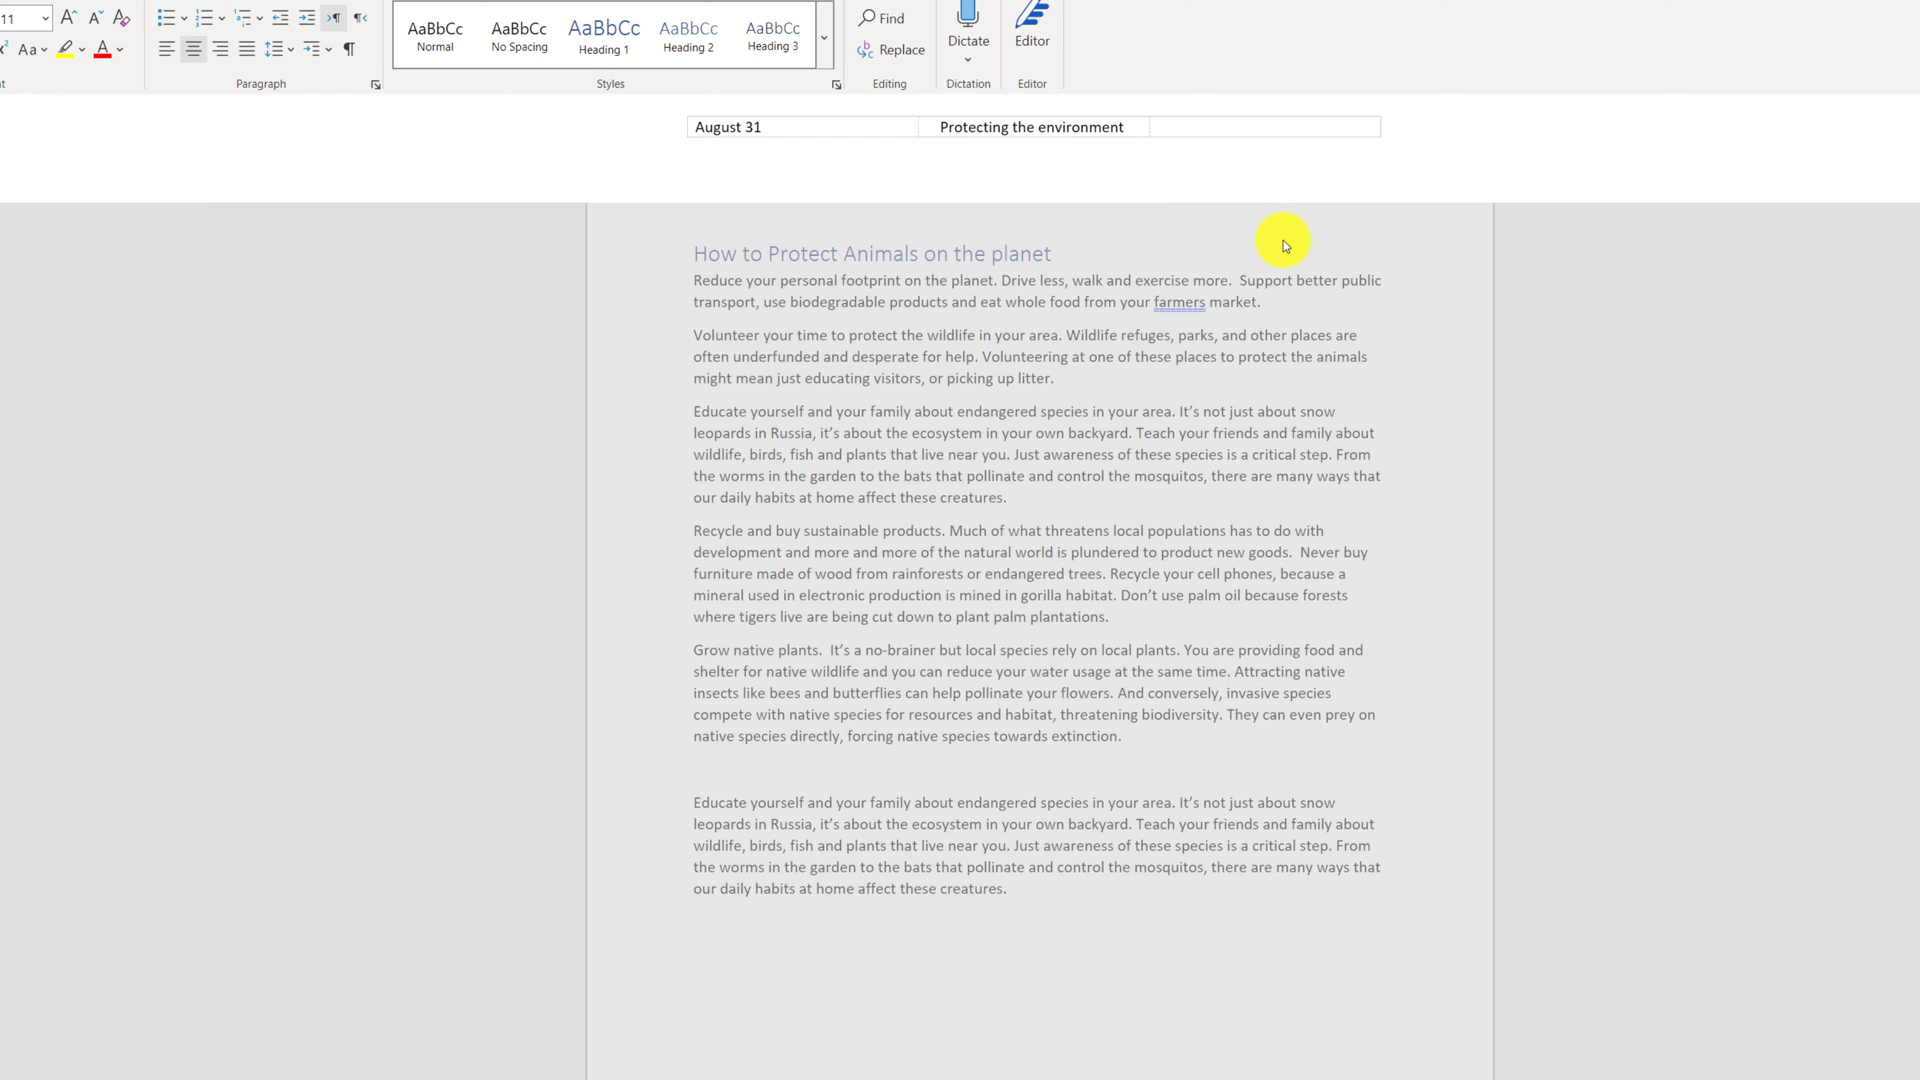 11
Aa
A
AaBbCc AaBbCc AaBbCc AaBbCc AaBbCc
Normal No Spacing Heading 1 Heading 2 Heading 3
Find
Replace
Dictate
Editor
Paragraph Styles Editing Dictation Editor
August 31 Protecting the environment
How to Protect Animals on the planet
Reduce your personal footprint on the planet. Drive less, walk and exercise more.  Support better public
transport, use biodegradable products and eat whole food from your farmers market.
Volunteer your time to protect the wildlife in your area. Wildlife refuges, parks, and other places are
often underfunded and desperate for help. Volunteering at one of these places to protect the animals
might mean just educating visitors, or picking up litter.
Educate yourself and your family about endangered species in your area. It’s not just about snow
leopards in Russia, it’s about the ecosystem in your own backyard. Teach your friends and family about
wildlife, birds, fish and plants that live near you. Just awareness of these species is a critical step. From
the worms in the garden to the bats that pollinate and control the mosquitos, there are many ways that
our daily habits at home affect these creatures.
Recycle and buy sustainable products. Much of what threatens local populations has to do with
development and more and more of the natural world is plundered to product new goods.  Never buy
furniture made of wood from rainforests or endangered trees. Recycle your cell phones, because a
mineral used in electronic production is mined in gorilla habitat. Don’t use palm oil because forests
where tigers live are being cut down to plant palm plantations.
Grow native plants.  It’s a no-brainer but local species rely on local plants. You are providing food and
shelter for native wildlife and you can reduce your water usage at the same time. Attracting native
insects like bees and butterflies can help pollinate your flowers. And conversely, invasive species
compete with native species for resources and habitat, threatening biodiversity. They can even prey on
native species directly, forcing native species towards extinction.
Educate yourself and your family about endangered species in your area. It’s not just about snow
leopards in Russia, it’s about the ecosystem in your own backyard. Teach your friends and family about
wildlife, birds, fish and plants that live near you. Just awareness of these species is a critical step. From
the worms in the garden to the bats that pollinate and control the mosquitos, there are many ways that
our daily habits at home affect these creatures.